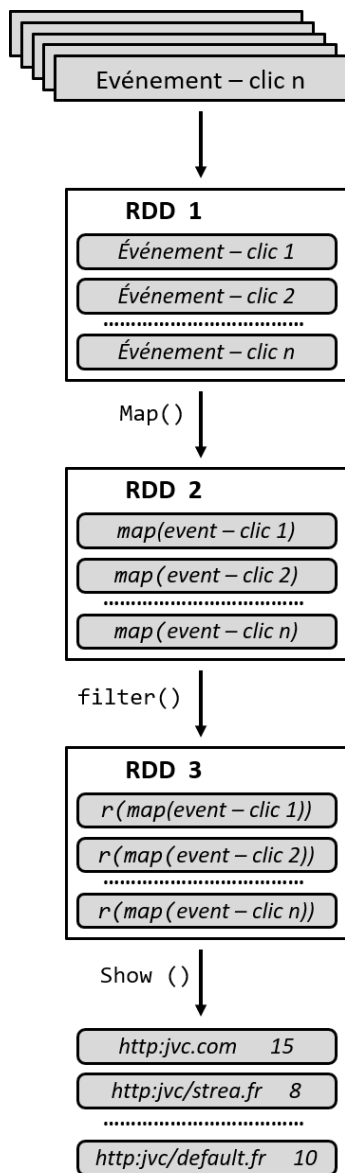 Evénement – clic n
RDD 1
Événement – clic 1
Événement – clic 2
........................................
Événement – clic n
Map()
RDD 2
map(event – clic 1)
map(event – clic 2)
........................................
map(event – clic n)
filter()
RDD 3
r(map(event – clic 1))
r(map(event – clic 2))
........................................
r(map(event – clic n))
Show ()
http:jvc.com 15
http:jvc/strea.fr 8
........................................
http:jvc/default.fr 10